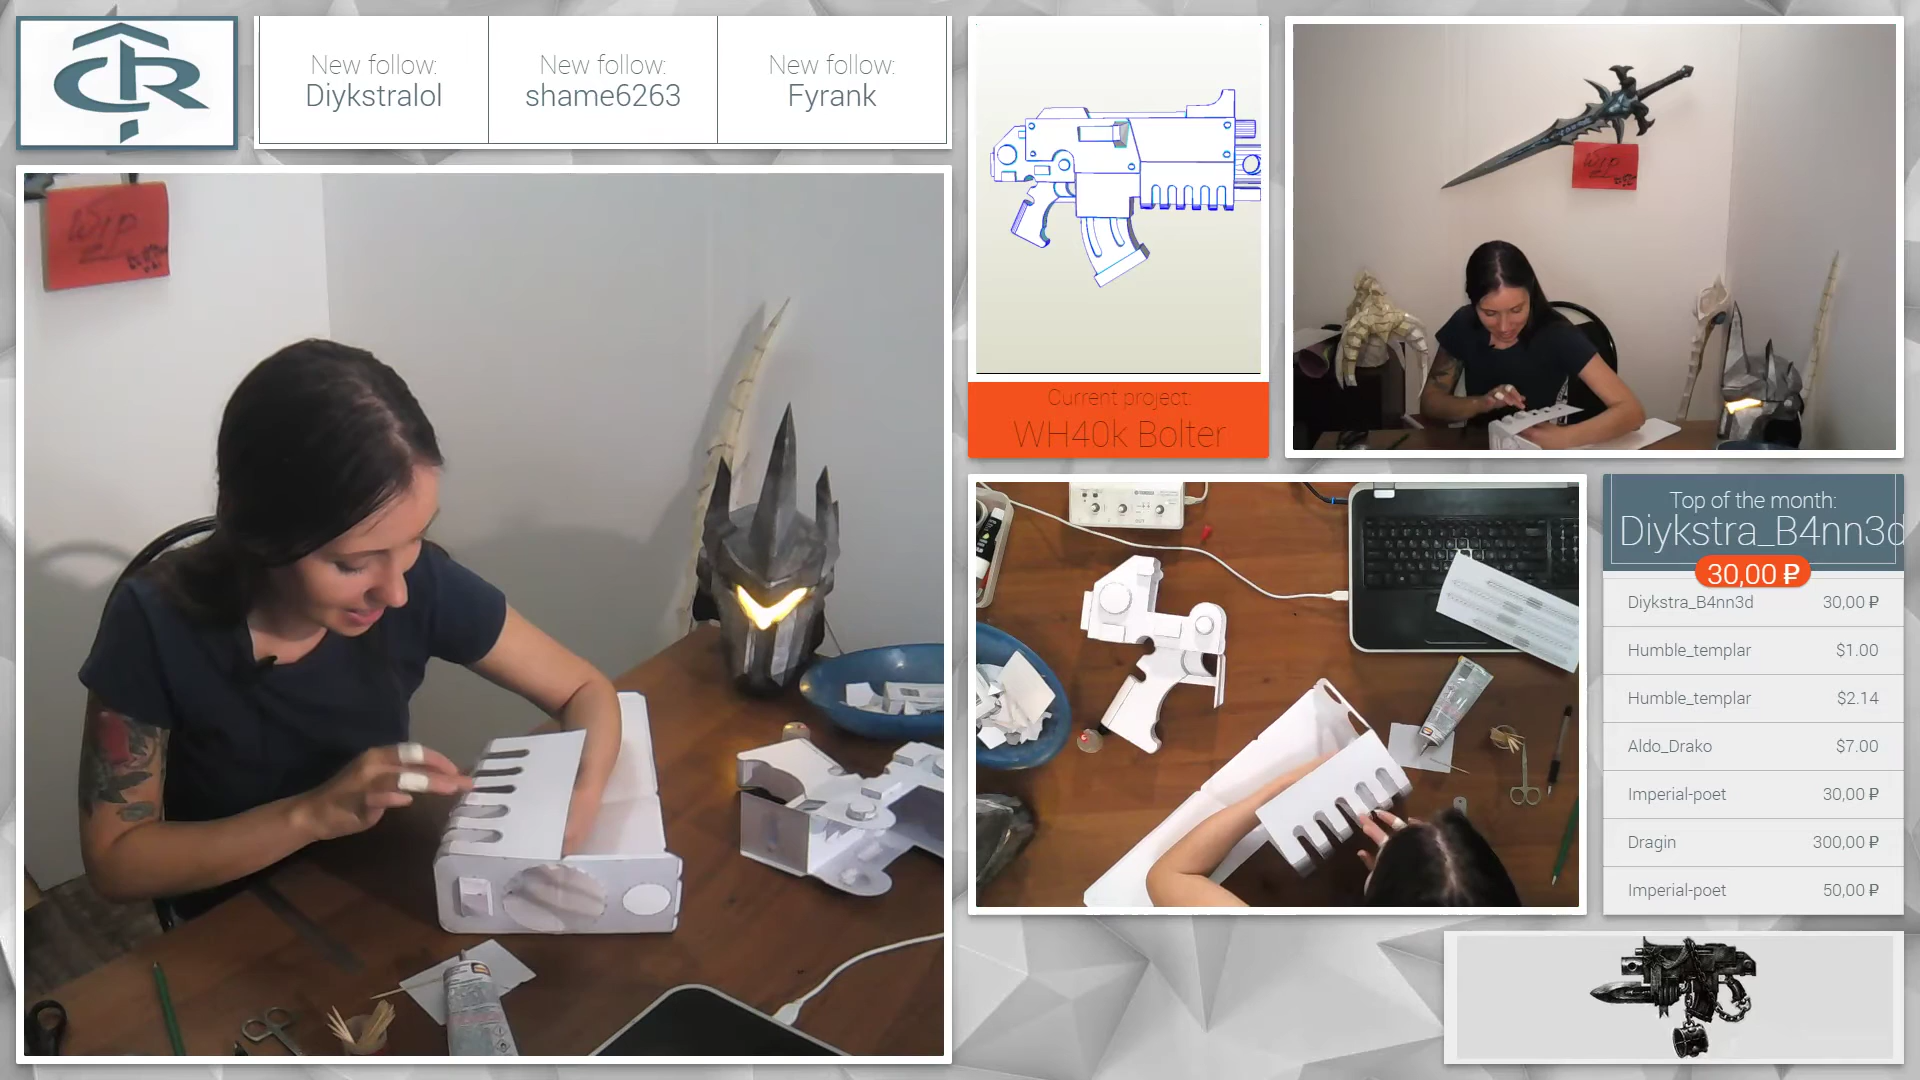 New follow:
Diykstralol
New follow:
shame6263
New follow:
Fyrank
Wip
Current project:
WH40k Bolter
Wip
Top of the month:
Diykstra_B4nn3d
30,00 ₽
Diykstra_B4nn3d 30,00 ₽
Humble_templar $1.00
Humble_templar $2.14
Aldo_Drako $7.00
Imperial-poet 30,00 ₽
Dragin 300,00 ₽
Imperial-poet 50,00 ₽